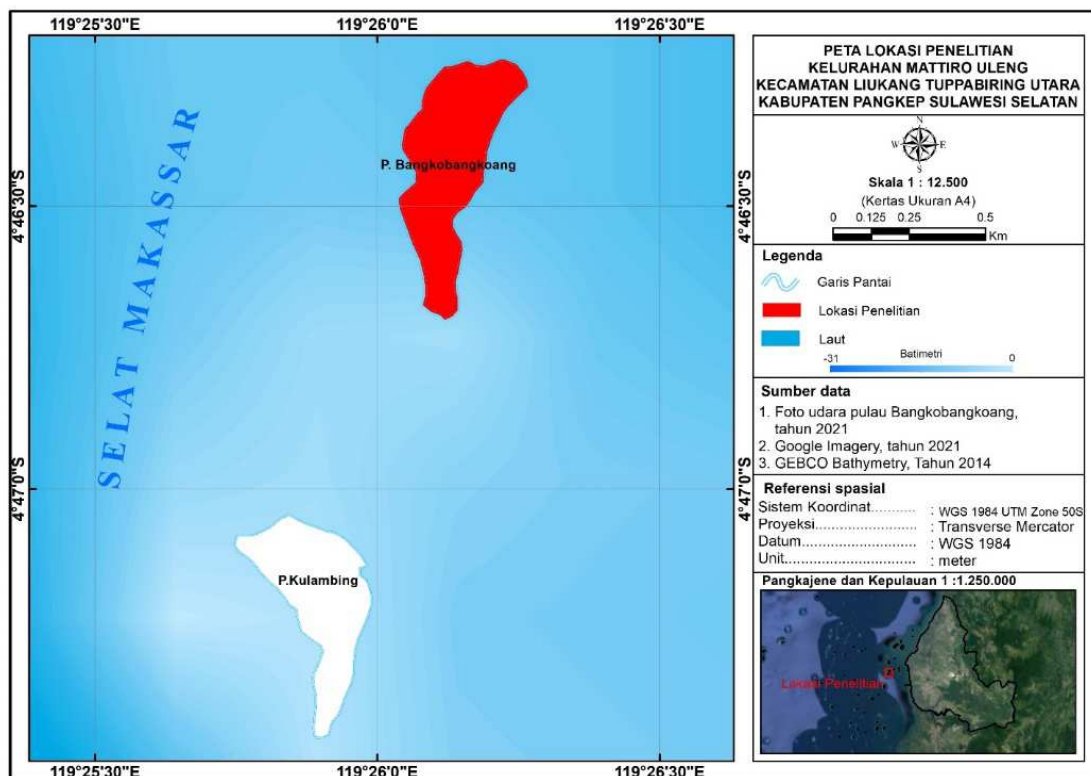 119°25'30"E
119°26'0"E
119°26'30"E
4°46'30"S
4°47'0"S
SELAT MAKASSAR
P. Bangkobangkoang
P.Kulambing
4°46'30"S
4°47'0"S
119°25'30"E
119°26'0"E
119°26'30"E
PETA LOKASI PENELITIAN
KELURAHAN MATTIRO ULENG
KECAMATAN LIUKANG TUPPABIRING UTARA
KABUPATEN PANGKEP SULAWESI SELATAN
N
W E
S
Skala 1 : 12.500
(Kertas Ukuran A4)
0 0.125 0.25 0.5
Km
Legenda
Garis Pantai
Lokasi Penelitian
Laut
-31 Batimetri 0
Sumber data
1. Foto udara pulau Bangkobangkoang,
tahun 2021
2. Google Imagery, tahun 2021
3. GEBCO Bathymetry, Tahun 2014
Referensi spasial
Sistem Koordinat.......... : WGS 1984 UTM Zone 50S
Proyeksi.......................... : Transverse Mercator
Datum............................. : WGS 1984
Unit................................. : meter
Pangkajene dan Kepulauan 1 :1.250.000
Lokasi Penelitian